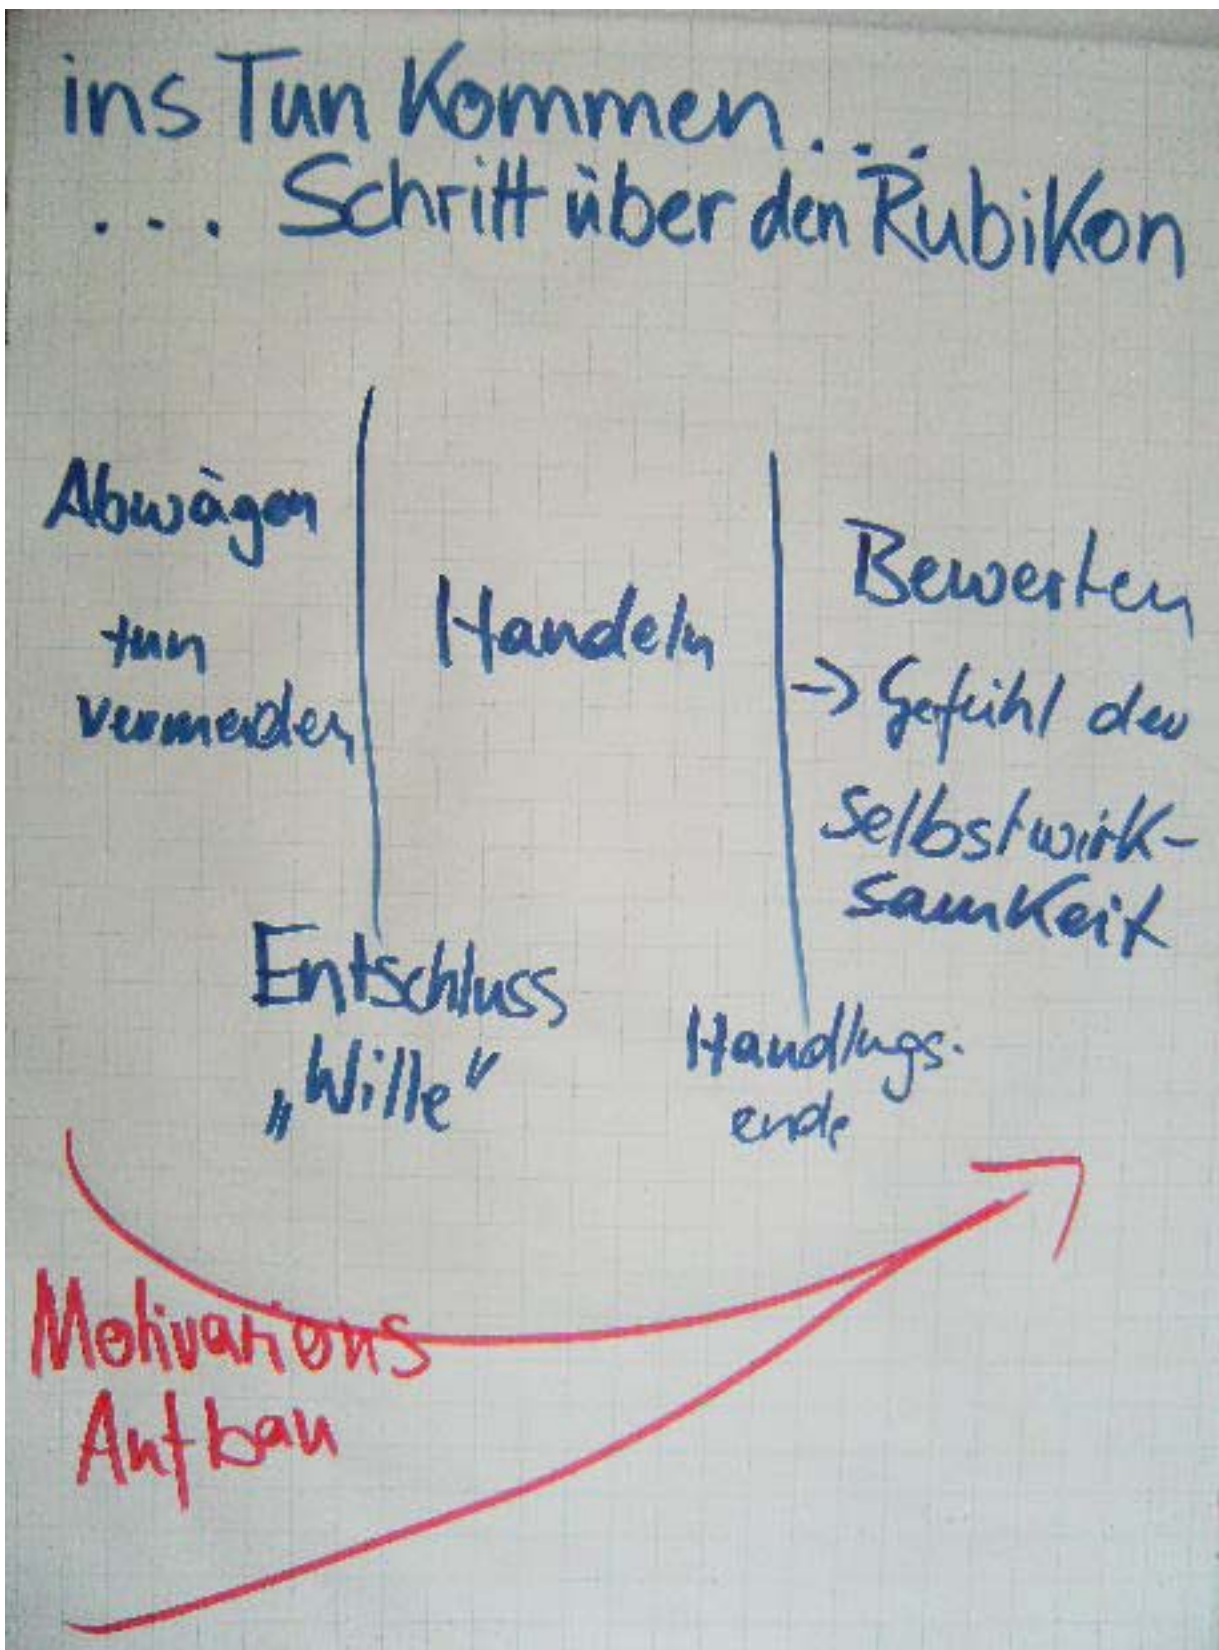 ins Tun Kommen...
... Schritt über den Rubikon
Abwägen
tun
vermeiden
Handeln
Bewerten
-> Gefühl der
Selbstwirk-
samkeit
Entschluss
„Wille"
Handlungs-
ende
Motivations
Aufbau